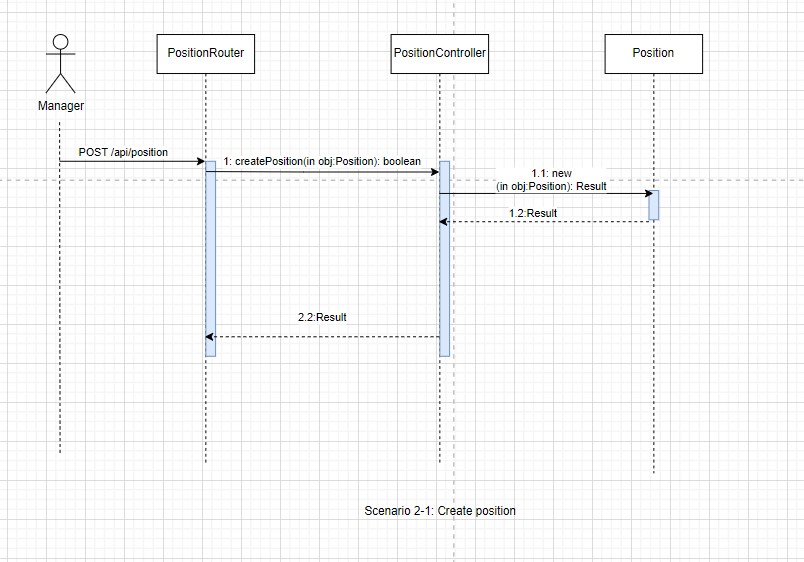 PositionRouter
PositionController
Position
Manager
POST /api/position
1: createPosition(in obj:Position): boolean
1.1: new
(in obj:Position): Result
1.2:Result
2.2:Result
Scenario 2-1: Create position